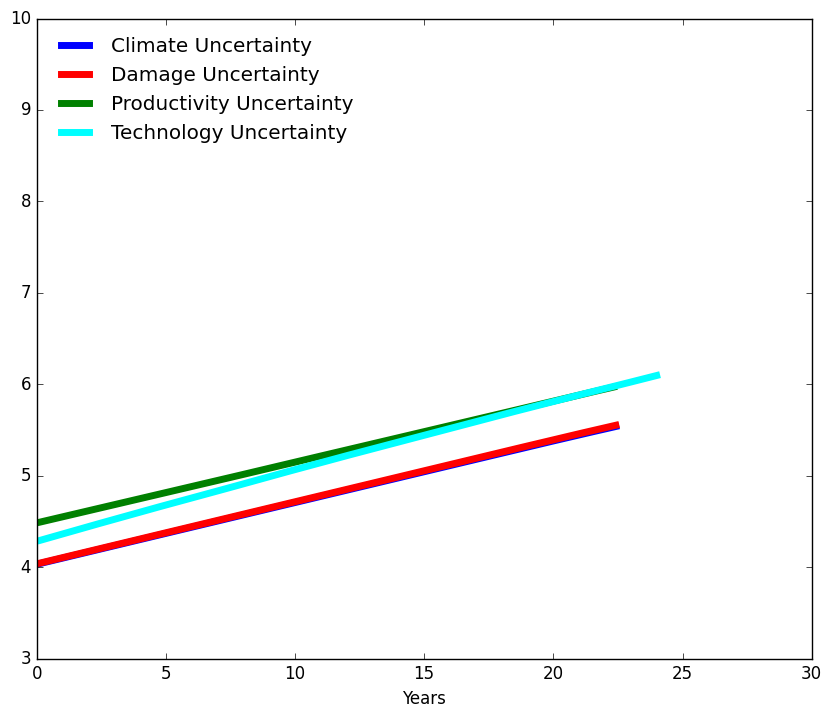 10
9
8
7
6
5
4
3
Climate Uncertainty
Damage Uncertainty
Productivity Uncertainty
Technology Uncertainty
0 5 10 15 20 25 30
Years